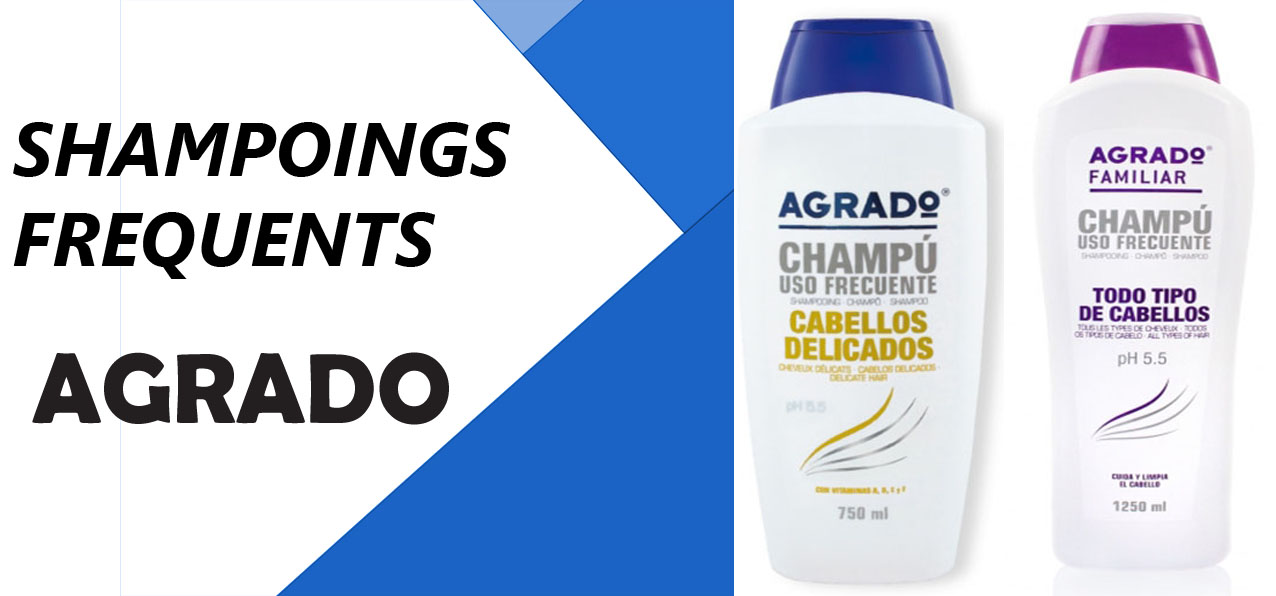 SHAMPOINGS
FREQUENTS
AGRADO
AGRADO®
CHAMPÚ
USO FRECUENTE
SHAMPOOING · CHAMPÔ · SHAMPOO
CABELLOS
DELICADOS
CHEVEUX DÉLICATS · CABELOS DELICADOS ·
DELICATE HAIR
pH 5.5
CON VITAMINAS A, B, C y E
750 ml
AGRADO®
FAMILIAR
CHAMPÚ
USO FRECUENTE
SHAMPOOING · CHAMPÔ · SHAMPOO
TODO TIPO
DE CABELLOS
TOUS LES TYPES DE CHEVEUX · TODOS
OS TIPOS DE CABELO · ALL TYPES OF HAIR
pH 5.5
CUIDA Y LIMPIA
EL CABELLO
1250 ml